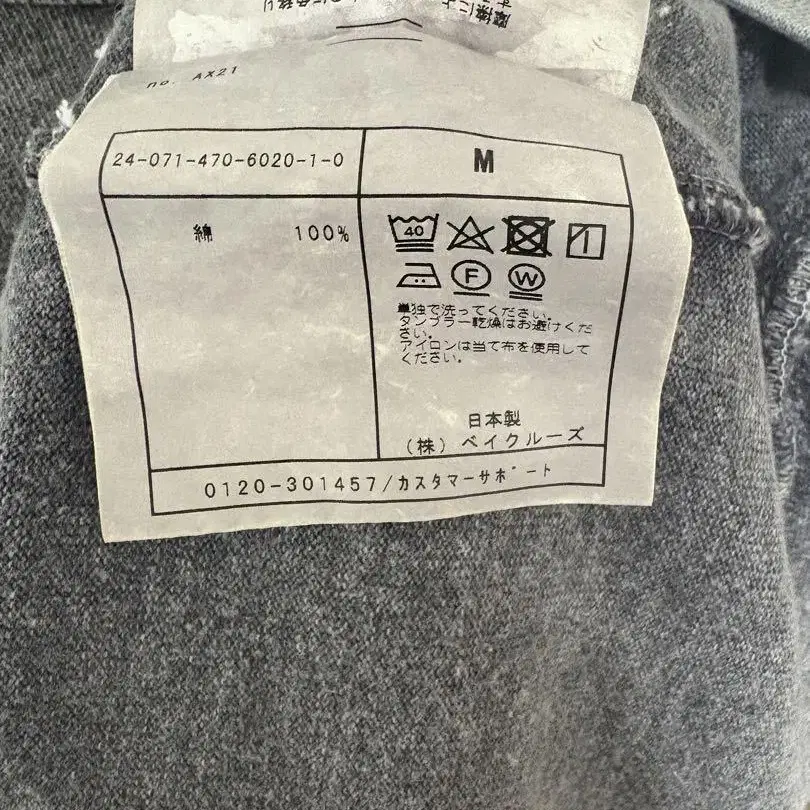 no. AX21
24-071-470-6020-1-0
M
綿 100%
40
F W
単独で洗ってください。
タンブラー乾燥はお避けくだ
さい。
アイロンは当て布を使用して
ください。
日本製
(株) ベイクルーズ
0120-301457/カスタマーサポート